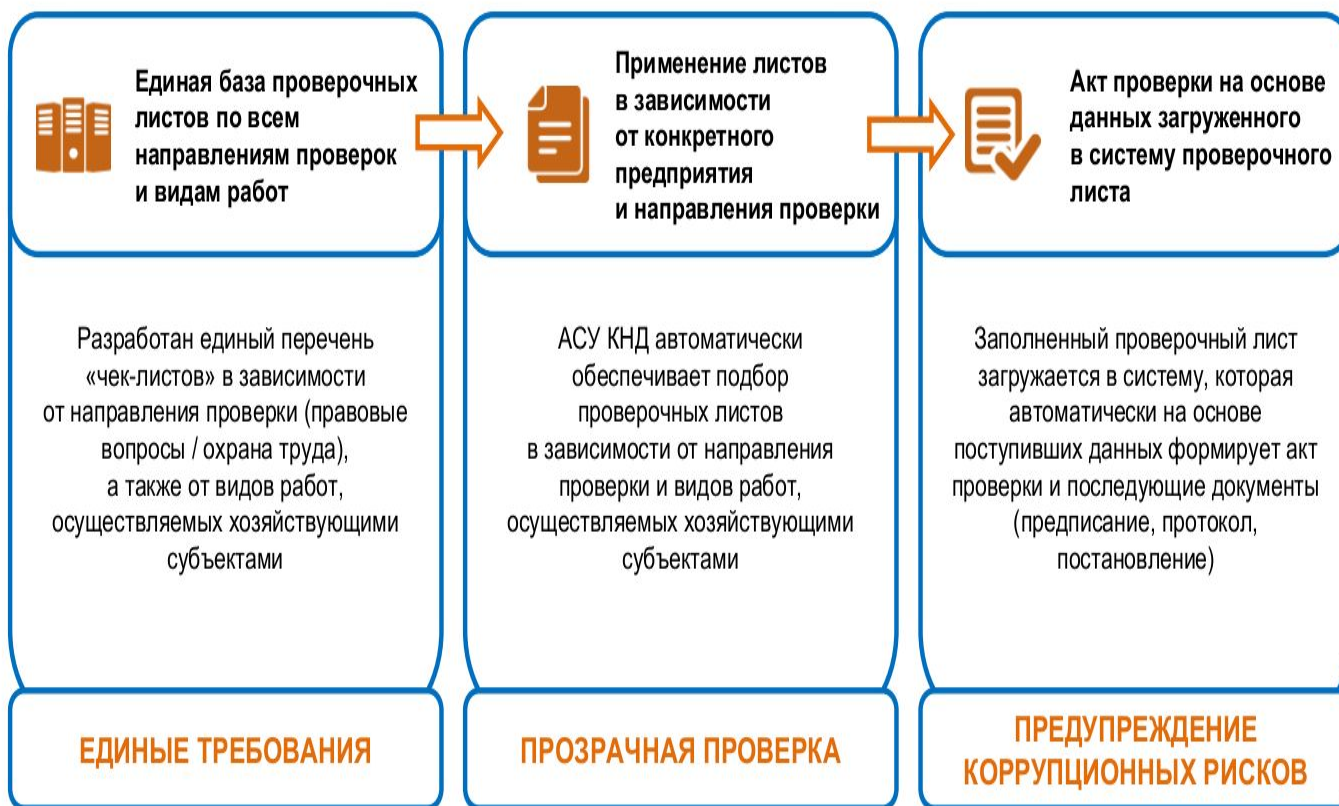 Единая база проверочных
листов по всем
направлениям проверок
и видам работ
Применение листов
в зависимости
от конкретного
предприятия
и направления проверки
Акт проверки на основе
данных загруженного
в систему проверочного
листа
Разработан единый перечень
«чек-листов» в зависимости
от направления проверки (правовые
вопросы / охрана труда),
а также от видов работ,
осуществляемых хозяйствующими
субъектами
АСУ КНД автоматически
обеспечивает подбор
проверочных листов
в зависимости от направления
проверки и видов работ,
осуществляемых хозяйствующими
субъектами
Заполненный проверочный лист
загружается в систему, которая
автоматически на основе
поступивших данных формирует акт
проверки и последующие документы
(предписание, протокол,
постановление)
ЕДИНЫЕ ТРЕБОВАНИЯ
ПРОЗРАЧНАЯ ПРОВЕРКА
ПРЕДУПРЕЖДЕНИЕ
КОРРУПЦИОННЫХ РИСКОВ